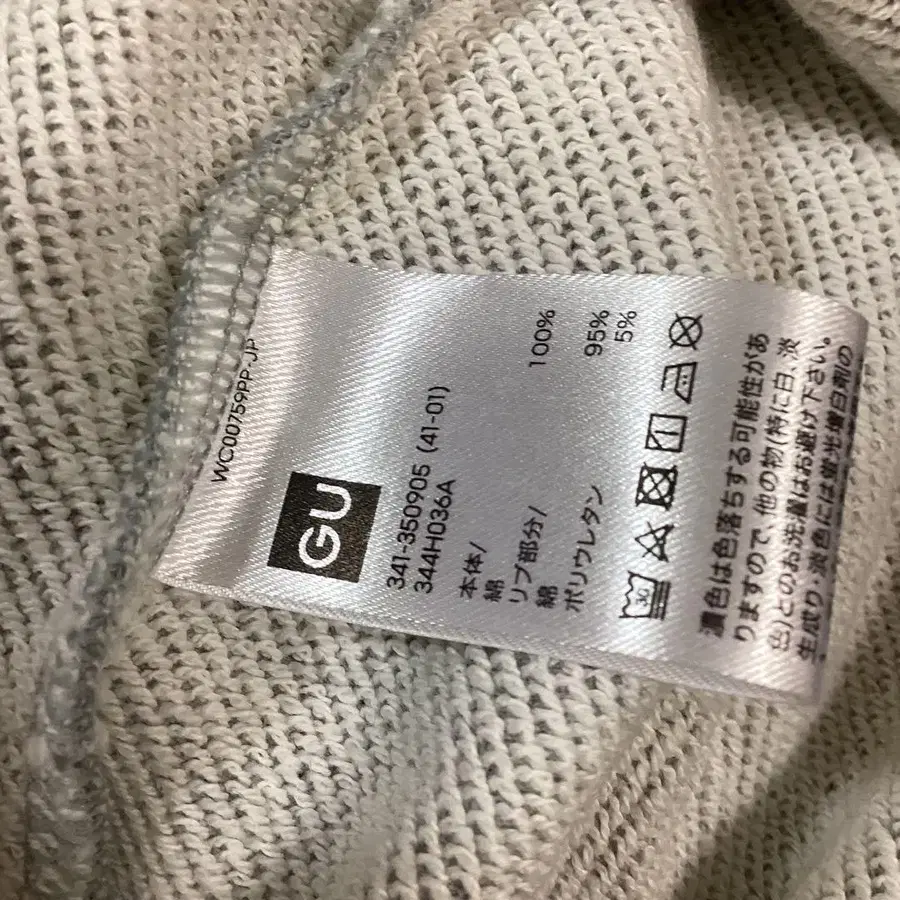 WC00759PP-JP
GU
341-350905 (41-01)
344H036A
本体/
綿 100%
リブ部分/
綿 95%
ポリウレタン 5%
30
濃色は色落ちする可能性があ
りますので、他の物(特に白、淡
色)とのお洗濯はお避け下さい。
生成り・淡色には蛍光増白剤の